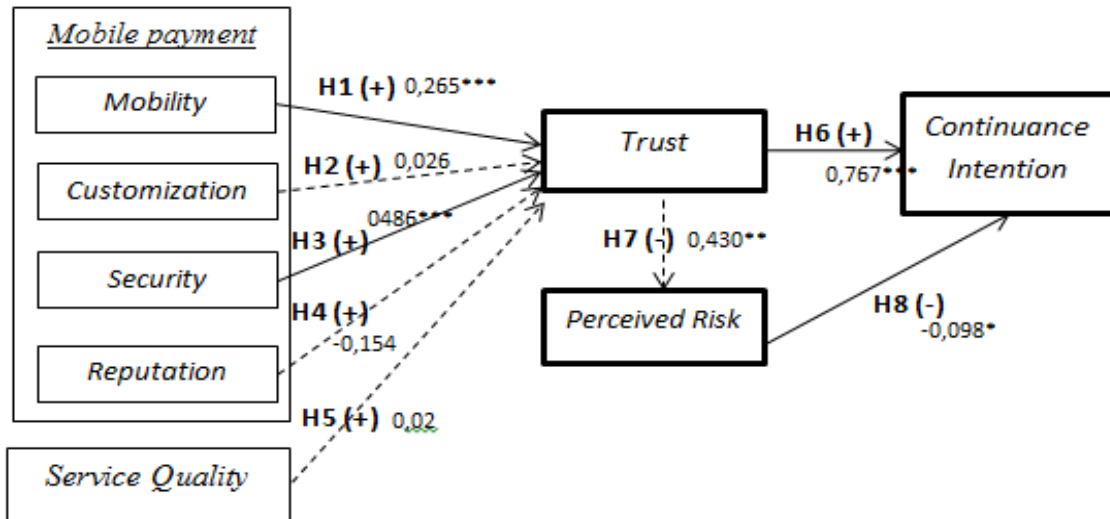 Mobile payment
Mobility
Customization
Security
Reputation
Service Quality
H1 (+) 0,265***
H2 (+) 0,026
H3 (+) 0486***
H4 (+)
-0,154
H5 (+) 0,02
Trust
H6 (+)
0,767***
H7 (-) 0,430**
Perceived Risk
H8 (-)
-0,098*
Continuance
Intention